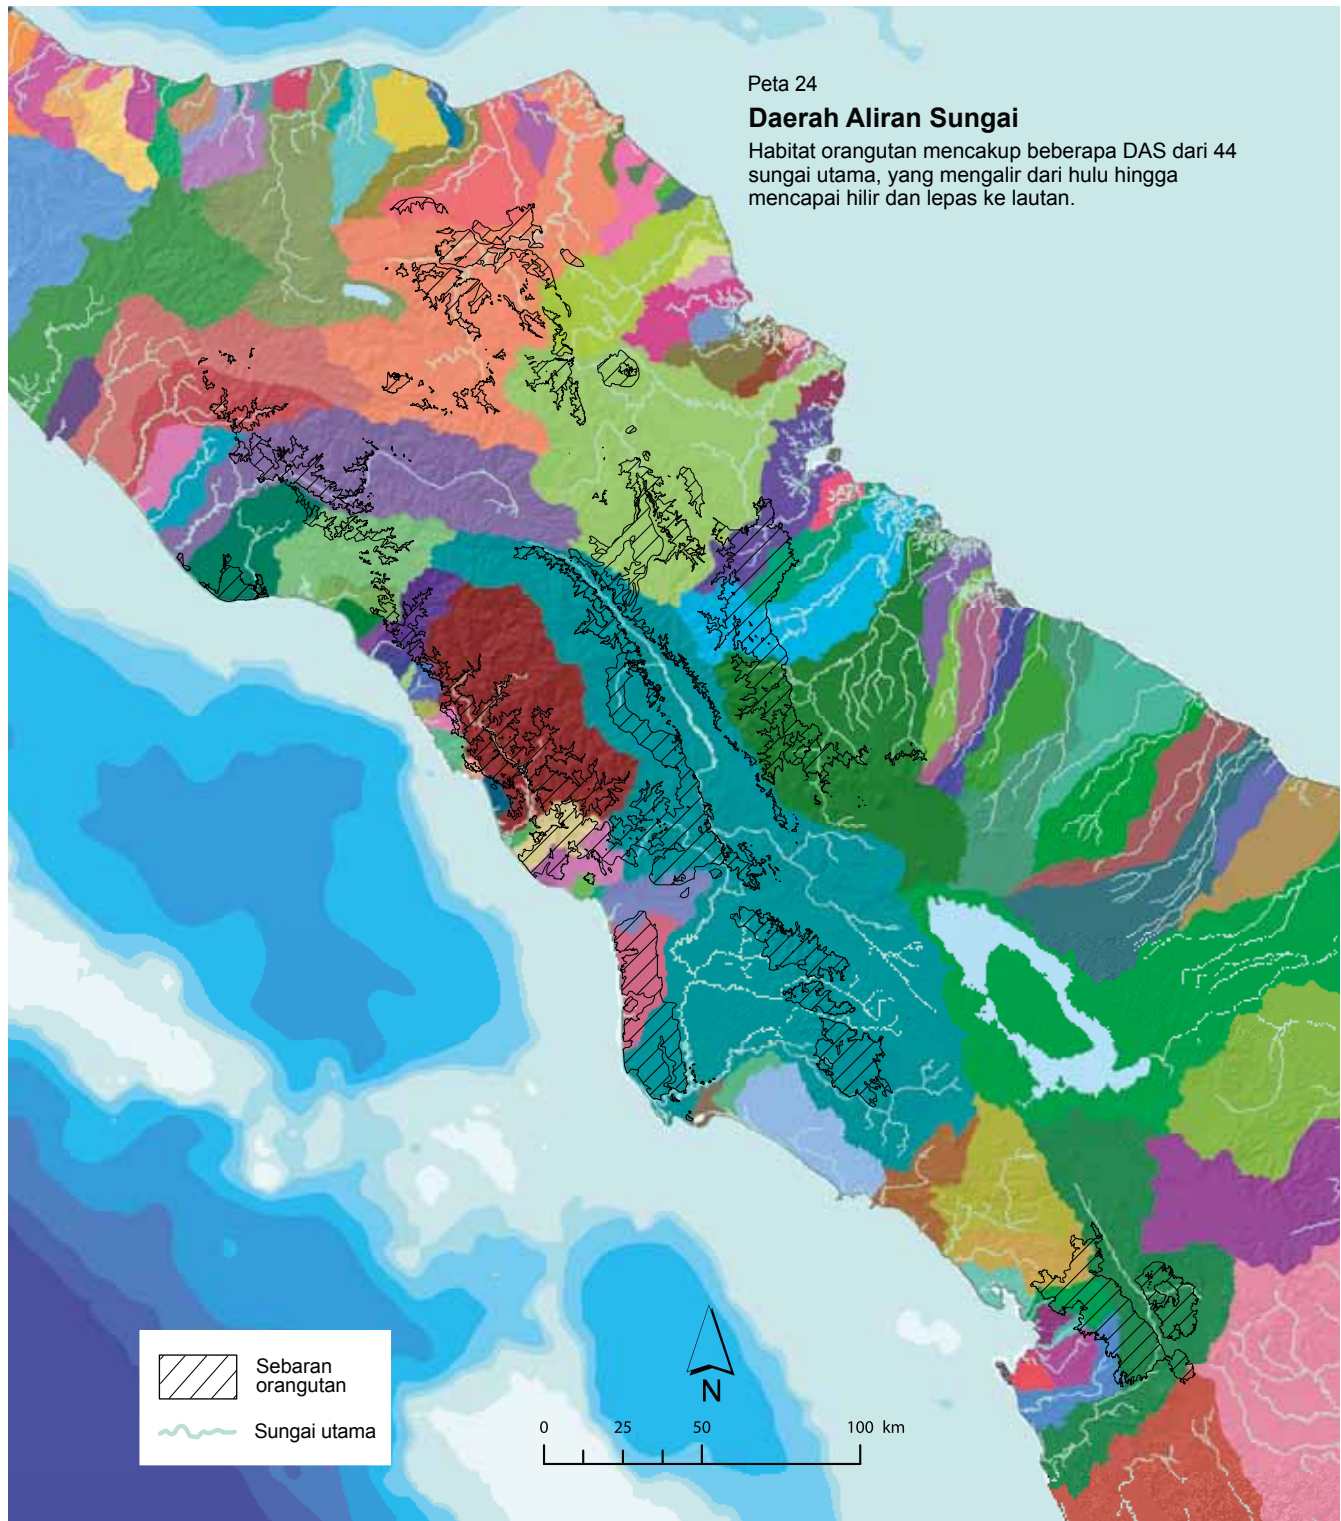 Peta 24
Daerah Aliran Sungai
Habitat orangutan mencakup beberapa DAS dari 44
sungai utama, yang mengalir dari hulu hingga
mencapai hilir dan lepas ke lautan.
Sebaran
orangutan
Sungai utama
N
0 25 50 100 km